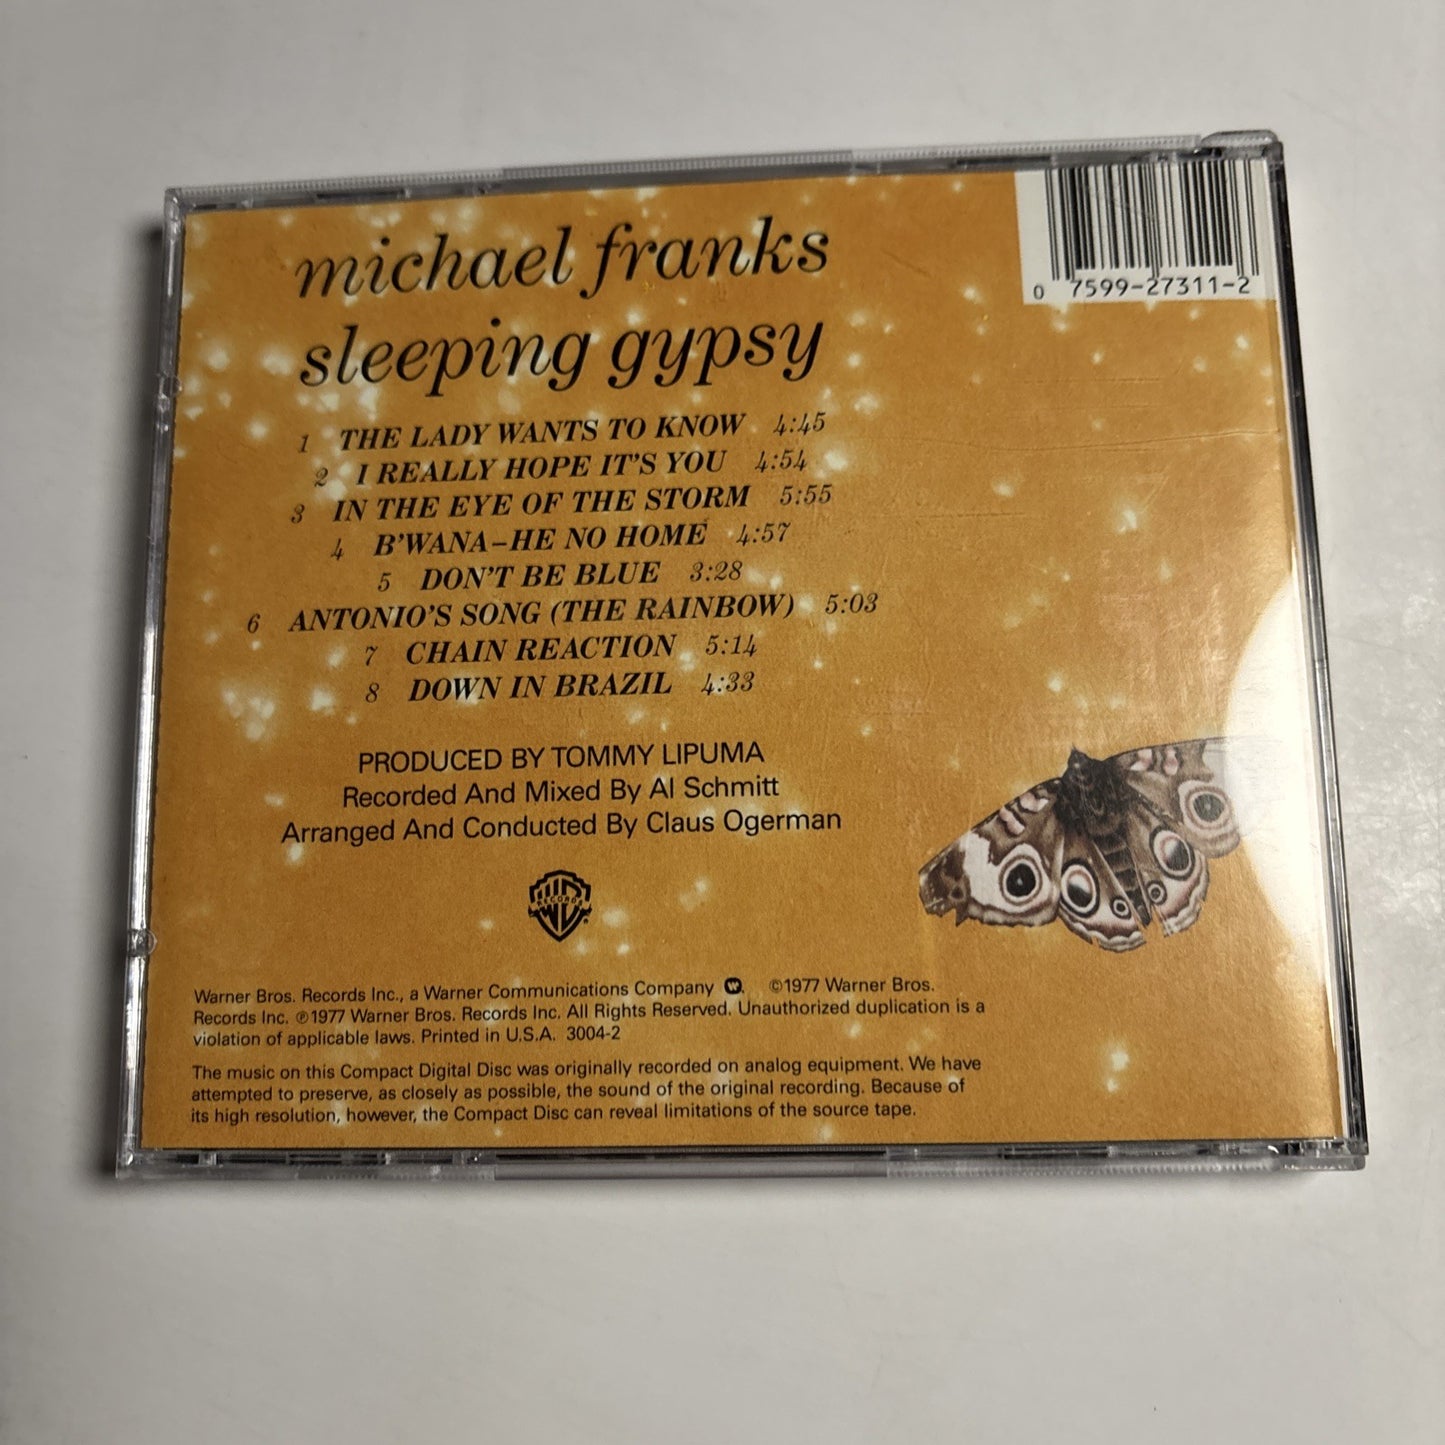 michael franks
sleeping gypsy
0 7599-27311-2
1 THE LADY WANTS TO KNOW 4:45
2 I REALLY HOPE IT'S YOU 4:54
3 IN THE EYE OF THE STORM 5:55
4 B'WANA–HE NO HOME 4:57
5 DON'T BE BLUE 3:28
6 ANTONIO'S SONG (THE RAINBOW) 5:03
7 CHAIN REACTION 5:14
8 DOWN IN BRAZIL 4:33
PRODUCED BY TOMMY LIPUMA
Recorded And Mixed By Al Schmitt
Arranged And Conducted By Claus Ogerman
RECORDS
Warner Bros. Records Inc., a Warner Communications Company W. ©1977 Warner Bros.
Records Inc. ℗1977 Warner Bros. Records Inc. All Rights Reserved. Unauthorized duplication is a
violation of applicable laws. Printed in U.S.A. 3004-2
The music on this Compact Digital Disc was originally recorded on analog equipment. We have
attempted to preserve, as closely as possible, the sound of the original recording. Because of
its high resolution, however, the Compact Disc can reveal limitations of the source tape.